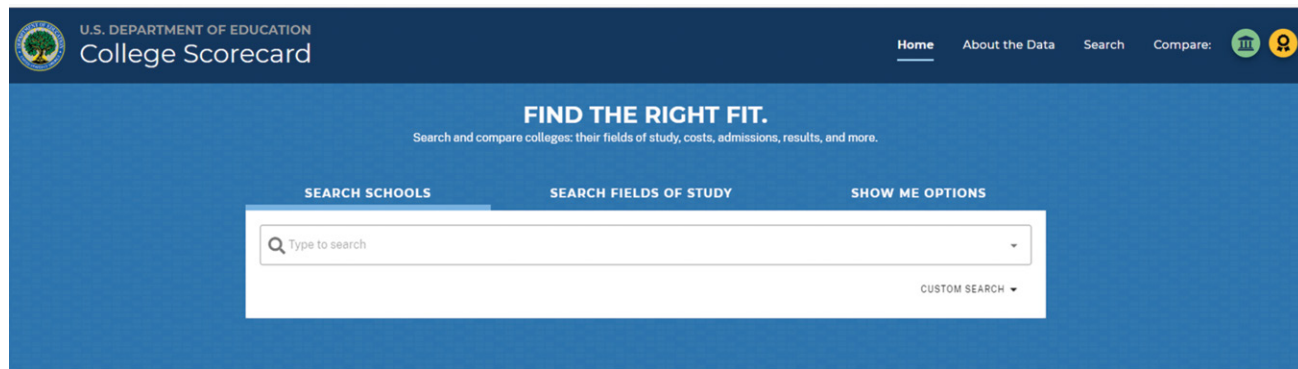 U.S. DEPARTMENT OF EDUCATION
College Scorecard
Home About the Data Search Compare:
FIND THE RIGHT FIT.
Search and compare colleges: their fields of study, costs, admissions, results, and more.
SEARCH SCHOOLS SEARCH FIELDS OF STUDY SHOW ME OPTIONS
Type to search
CUSTOM SEARCH